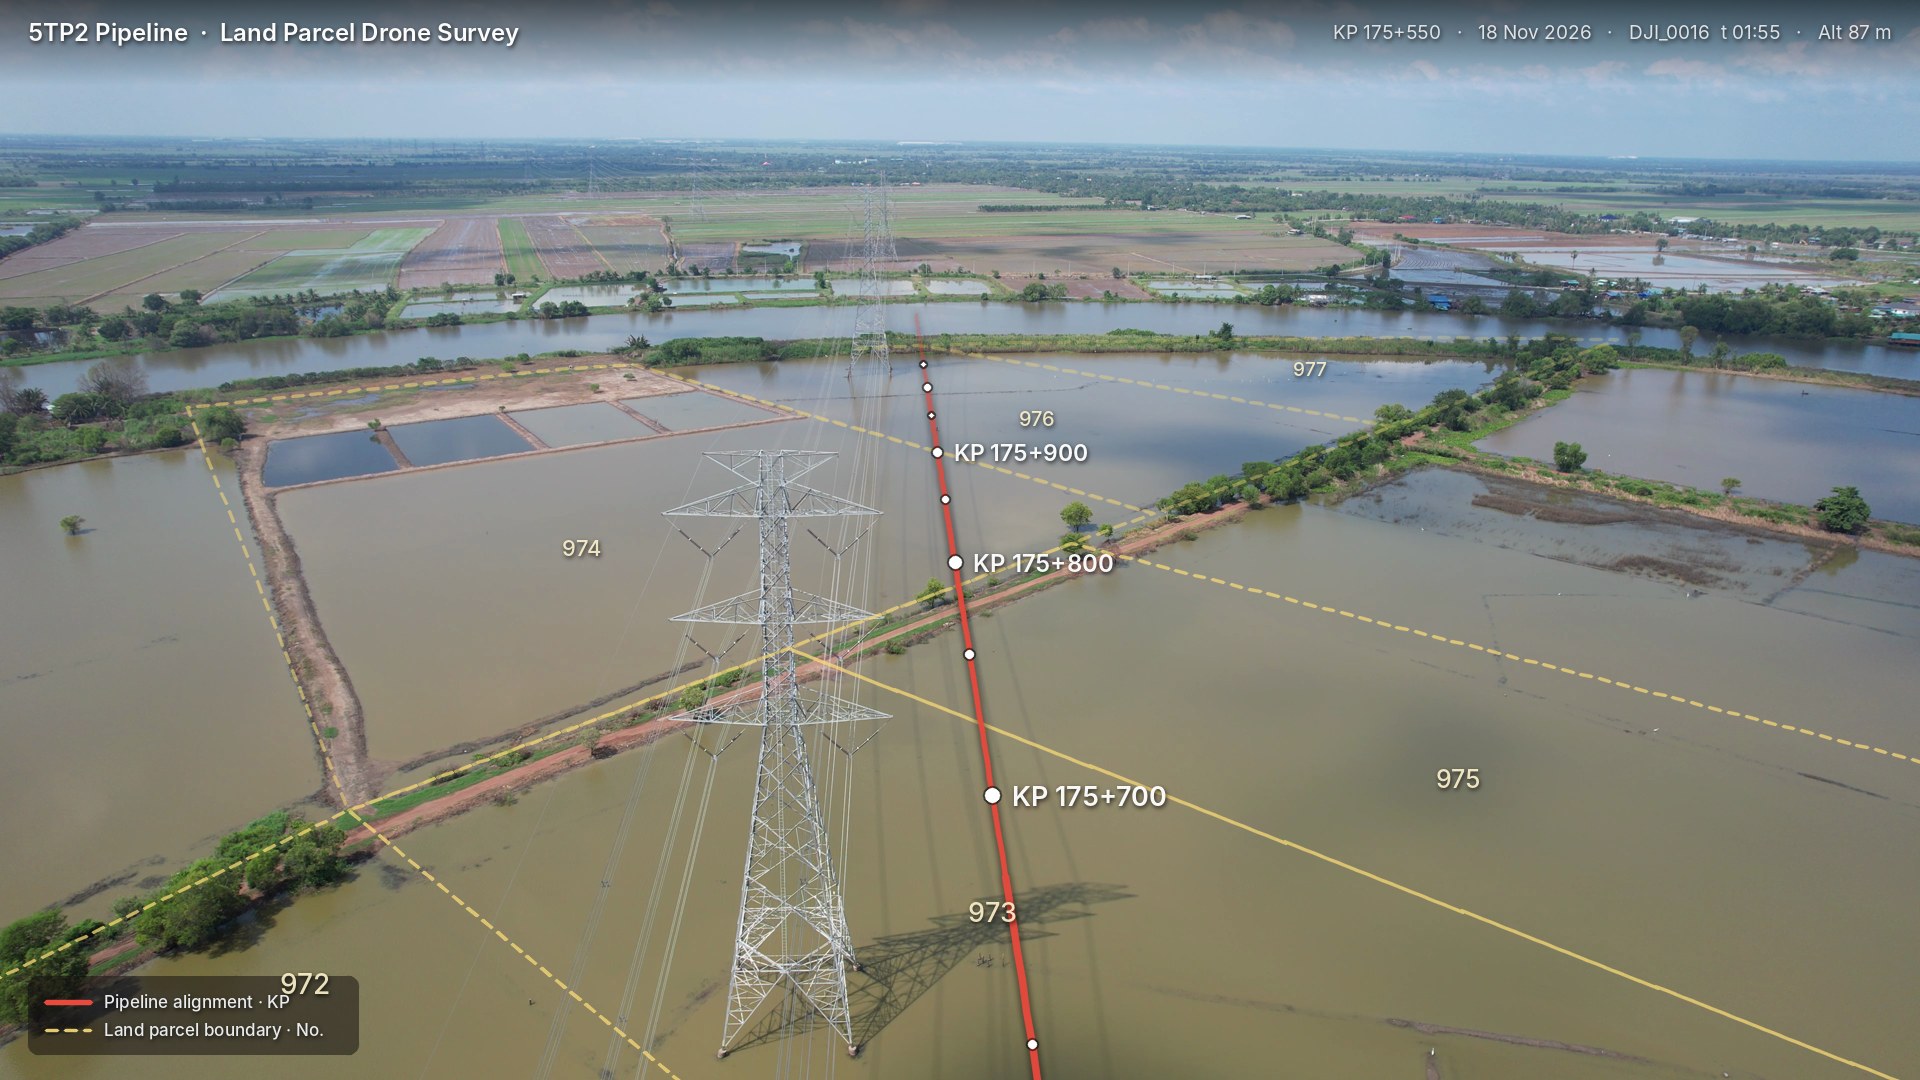 5TP2 Pipeline · Land Parcel Drone Survey
KP 175+550 · 18 Nov 2026 · DJI_0016 t 01:55 · Alt 87 m
977
976
KP 175+900
974
KP 175+800
975
KP 175+700
973
972
Pipeline alignment · KP
Land parcel boundary · No.